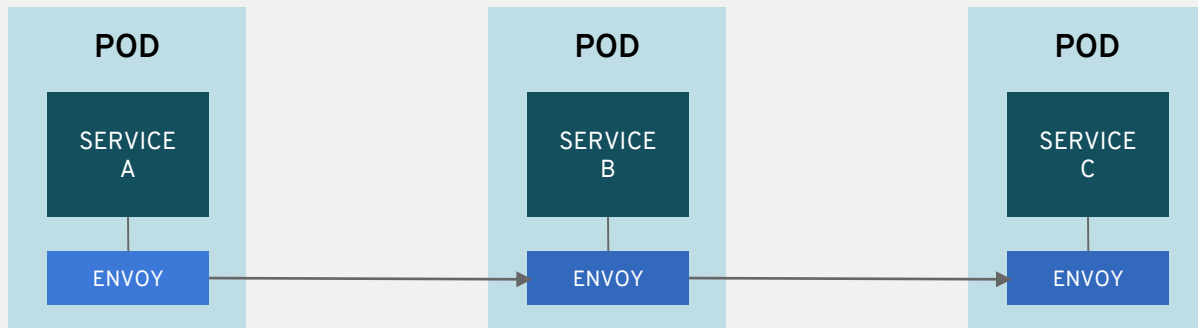 POD
SERVICE
A
ENVOY
POD
SERVICE
B
ENVOY
POD
SERVICE
C
ENVOY